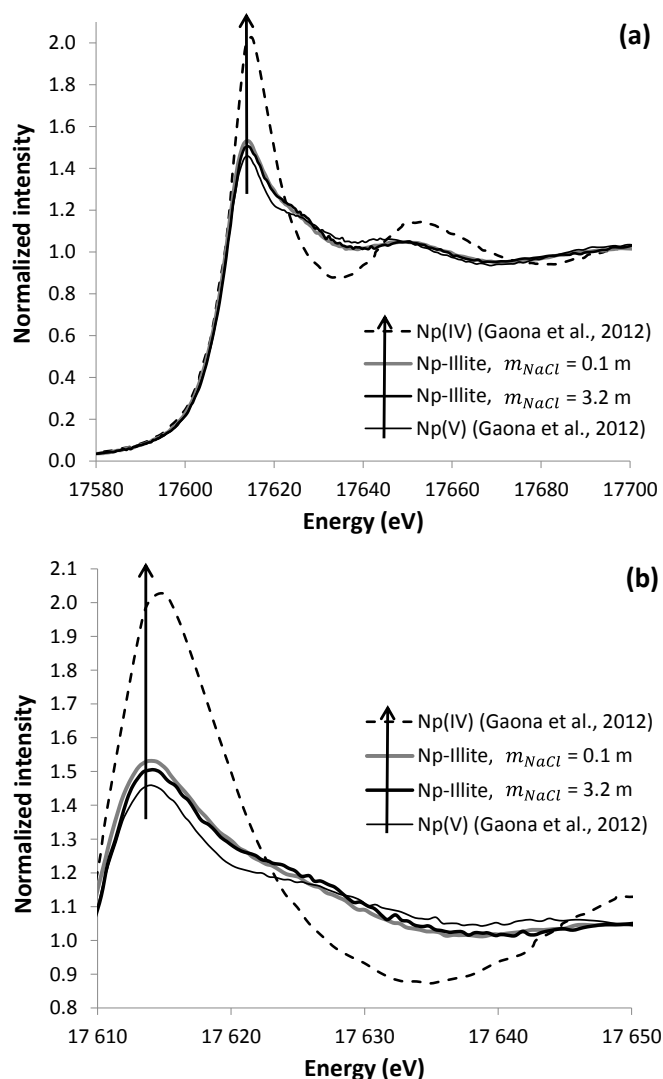 (a)
Normalized intensity
2.0
1.8
1.6
1.4
1.2
1.0
0.8
0.6
0.4
0.2
0.0
Np(IV) (Gaona et al., 2012)
Np-Illite, m_NaCl = 0.1 m
Np-Illite, m_NaCl = 3.2 m
Np(V) (Gaona et al., 2012)
17580 17600 17620 17640 17660 17680 17700
Energy (eV)
(b)
Normalized intensity
2.1
2.0
1.9
1.8
1.7
1.6
1.5
1.4
1.3
1.2
1.1
1.0
0.9
0.8
Np(IV) (Gaona et al., 2012)
Np-Illite, m_NaCl = 0.1 m
Np-Illite, m_NaCl = 3.2 m
Np(V) (Gaona et al., 2012)
17 610 17 620 17 630 17 640 17 650
Energy (eV)